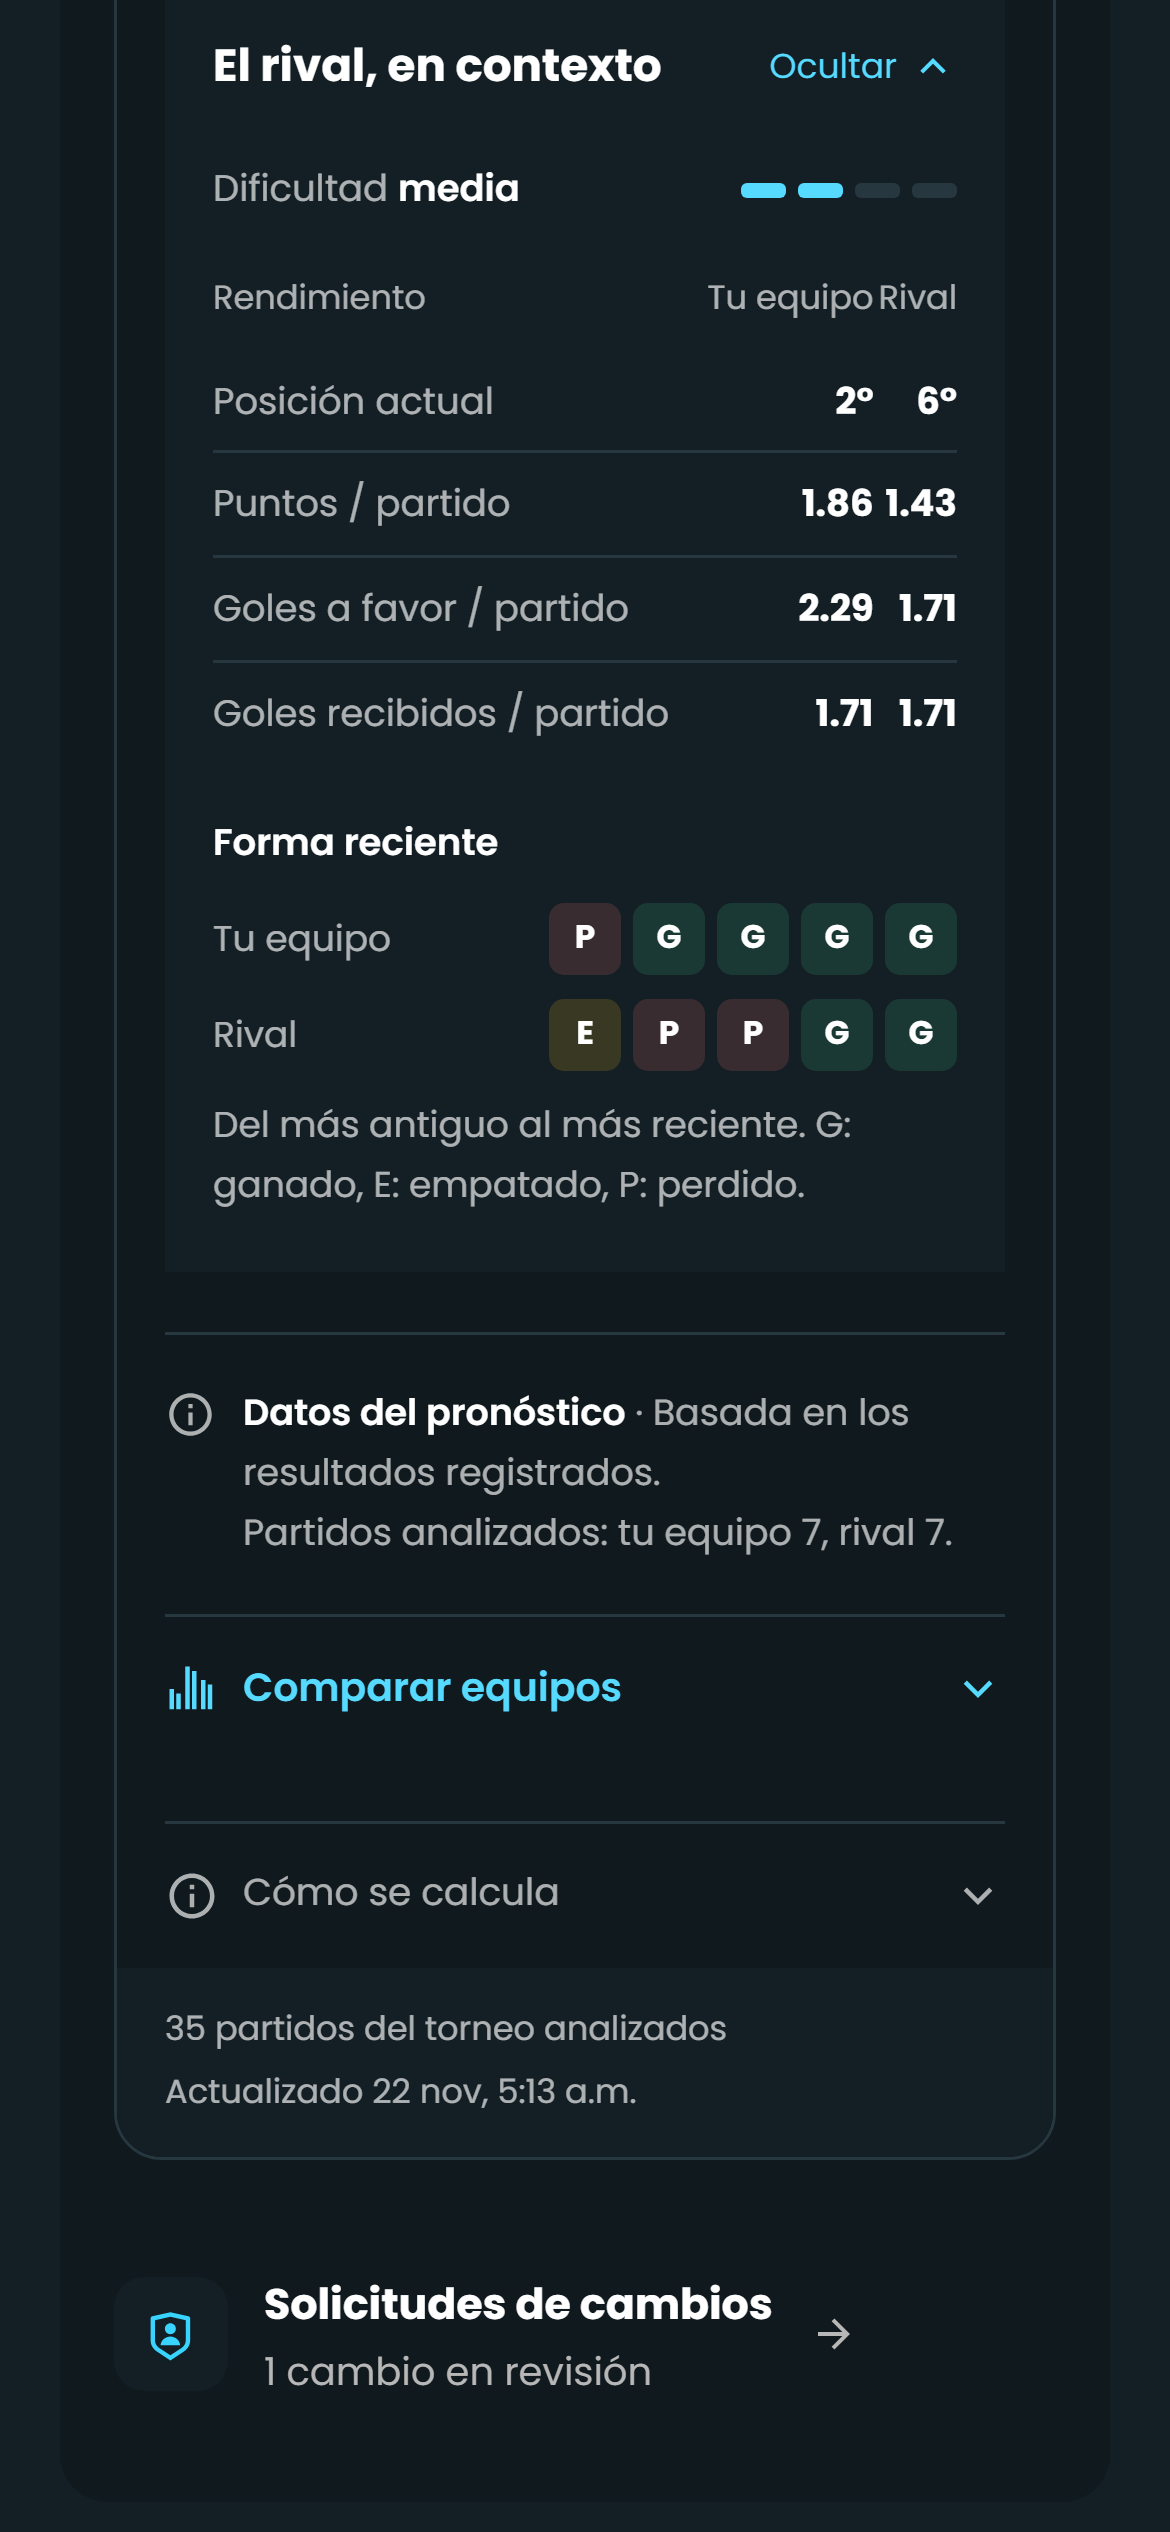 El rival, en contexto Ocultar
Dificultad media
Rendimiento Tu equipo Rival
Posición actual 2º 6º
Puntos / partido 1.86 1.43
Goles a favor / partido 2.29 1.71
Goles recibidos / partido 1.71 1.71
Forma reciente
Tu equipo P G G G G
Rival E P P G G
Del más antiguo al más reciente. G:
ganado, E: empatado, P: perdido.
Datos del pronóstico · Basada en los
resultados registrados.
Partidos analizados: tu equipo 7, rival 7.
Comparar equipos
Cómo se calcula
35 partidos del torneo analizados
Actualizado 22 nov, 5:13 a.m.
Solicitudes de cambios
1 cambio en revisión